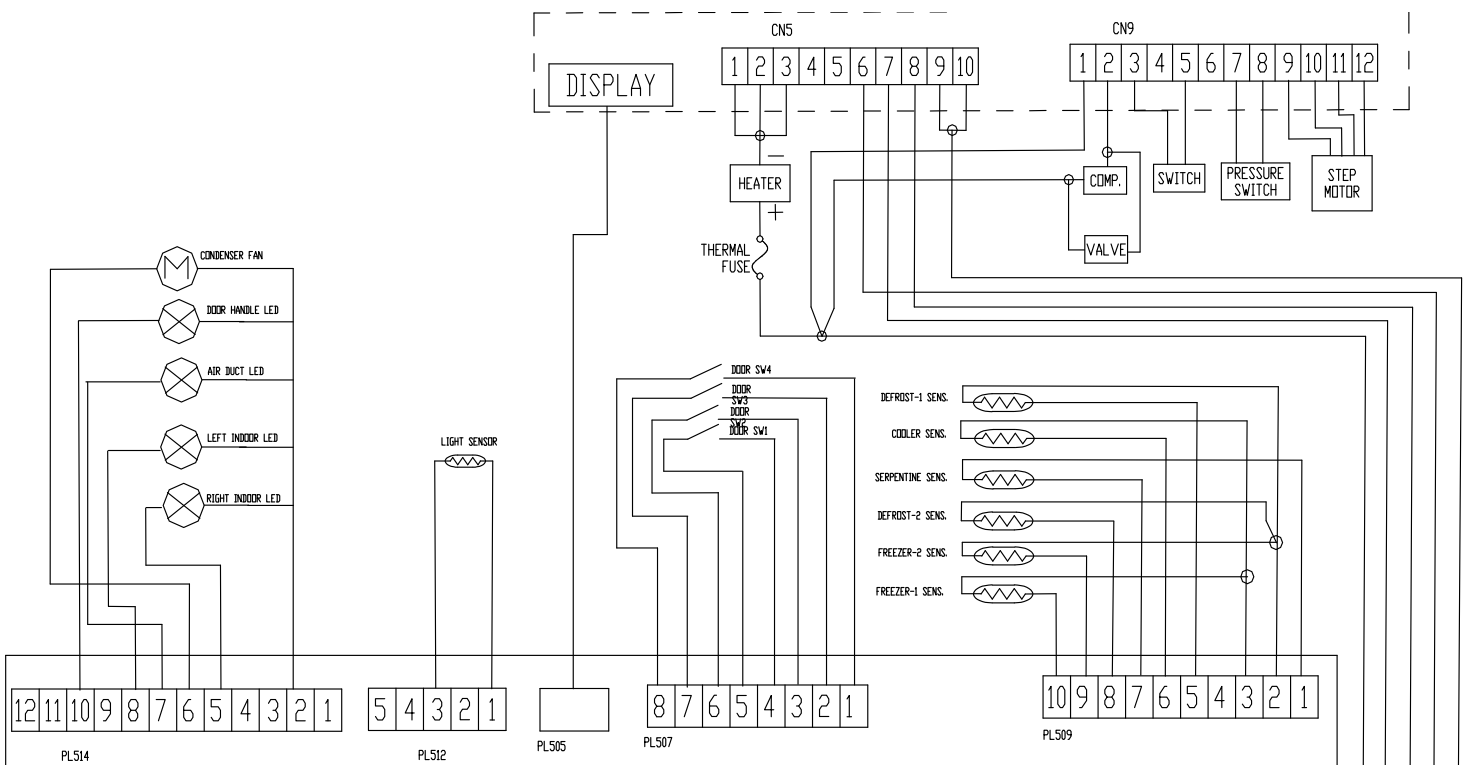 CN5
CN9
DISPLAY
1 2 3 4 5 6 7 8 9 10
1 2 3 4 5 6 7 8 9 10 11 12
HEATER
COMP.
SWITCH
PRESSURE
SWITCH
STEP
MOTOR
VALVE
THERMAL
FUSE
M
CONDENSER FAN
DOOR HANDLE LED
AIR DUCT LED
LEFT INDOOR LED
RIGHT INDOOR LED
LIGHT SENSOR
DOOR SW4
DOOR
SW3
DOOR
SW2
DOOR SW1
DEFROST-1 SENS.
COOLER SENS.
SERPENTINE SENS.
DEFROST-2 SENS.
FREEZER-2 SENS.
FREEZER-1 SENS.
12 11 10 9 8 7 6 5 4 3 2 1
PL514
5 4 3 2 1
PL512
PL505
8 7 6 5 4 3 2 1
PL507
10 9 8 7 6 5 4 3 2 1
PL509